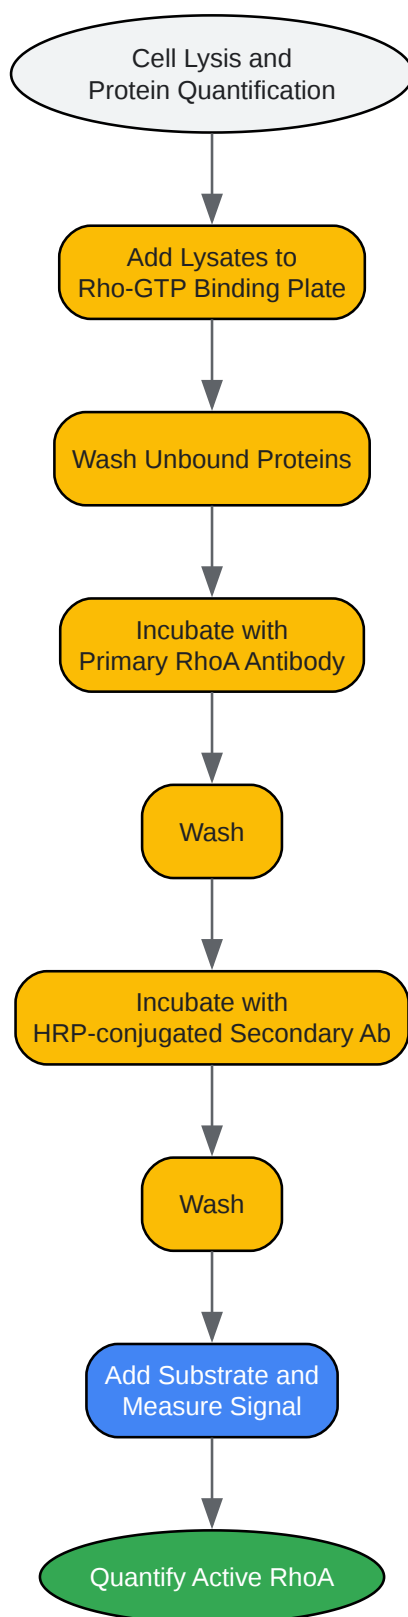 Cell Lysis and
Protein Quantification
Add Lysates to
Rho-GTP Binding Plate
Wash Unbound Proteins
Incubate with
Primary RhoA Antibody
Wash
Incubate with
HRP-conjugated Secondary Ab
Wash
Add Substrate and
Measure Signal
Quantify Active RhoA